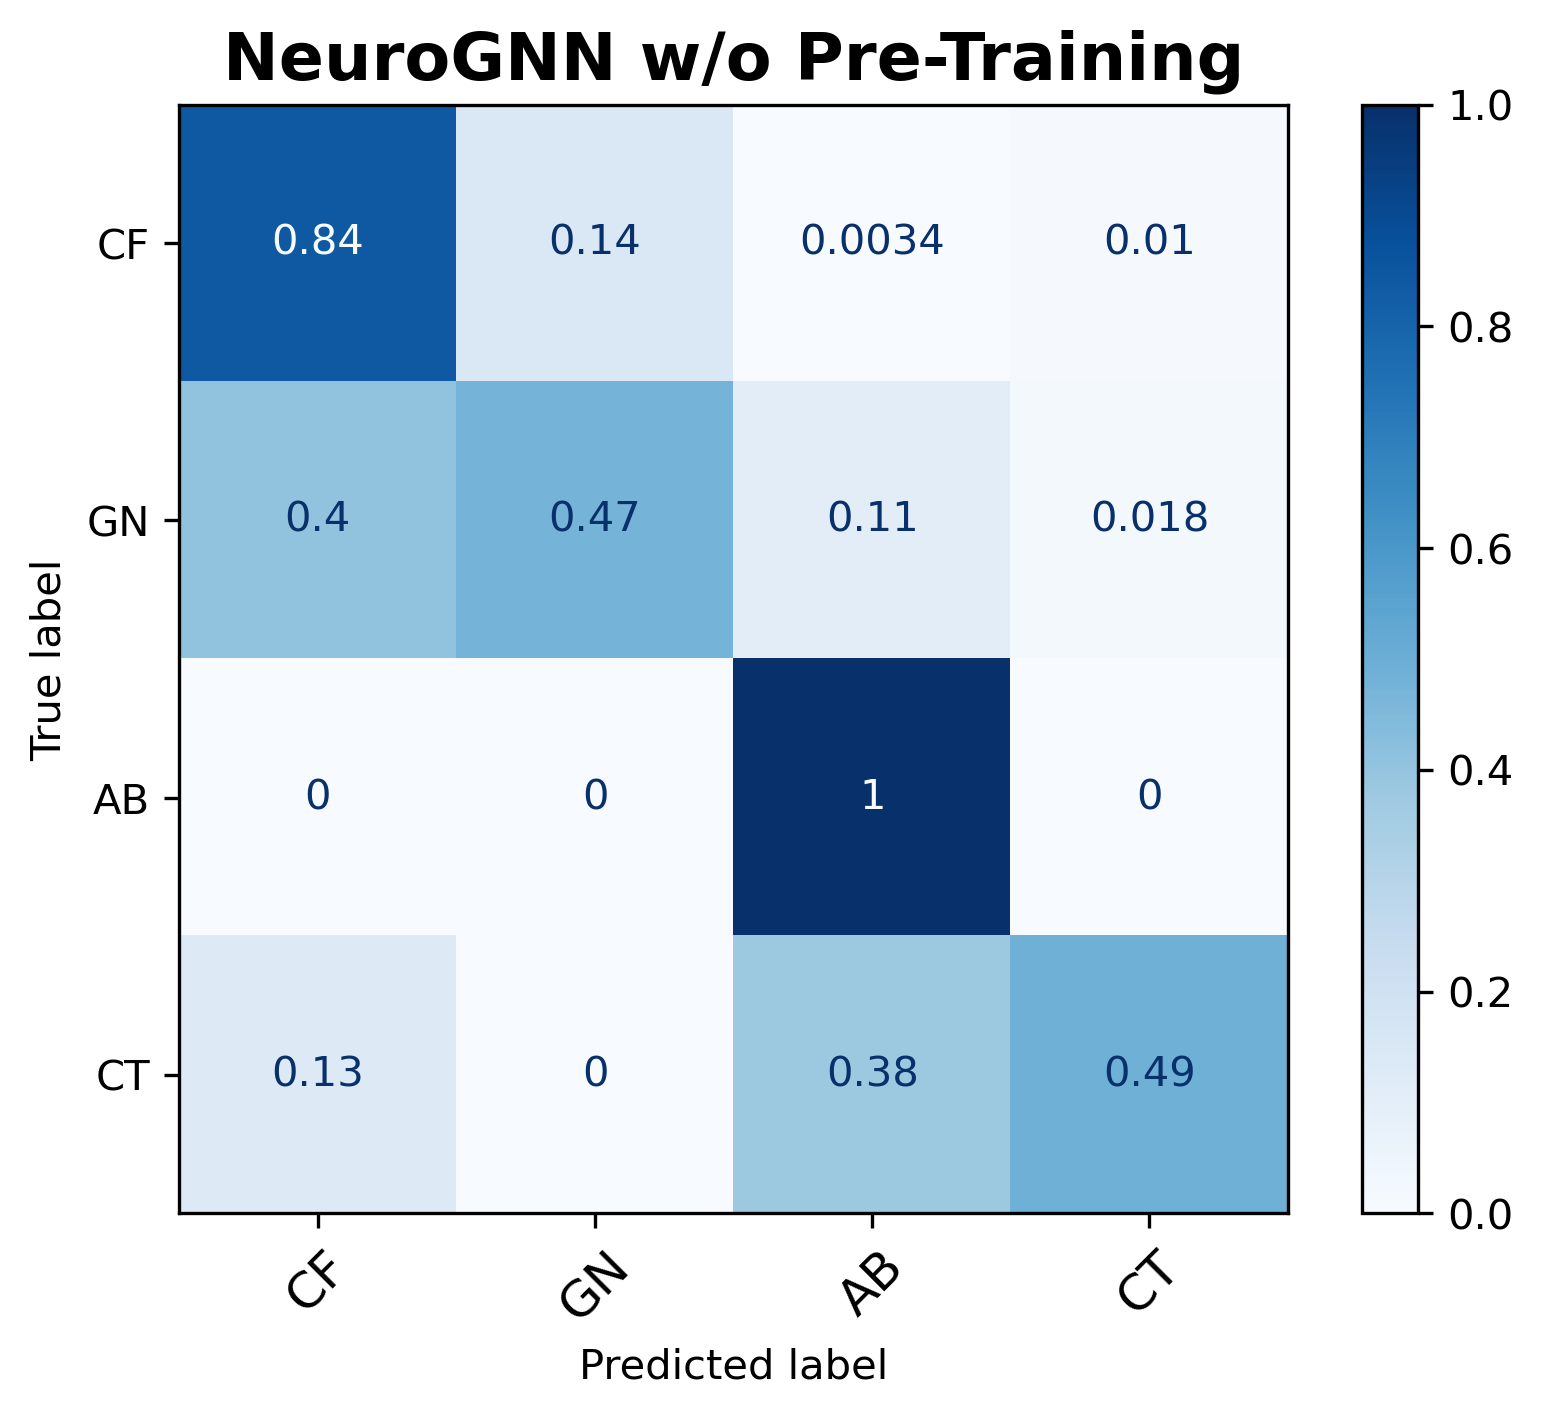 NeuroGNN w/o Pre-Training
CF 0.84 0.14 0.0034 0.01
GN 0.4 0.47 0.11 0.018
AB 0 0 1 0
CT 0.13 0 0.38 0.49
True label
CF GN AB CT
Predicted label
1.0
0.8
0.6
0.4
0.2
0.0